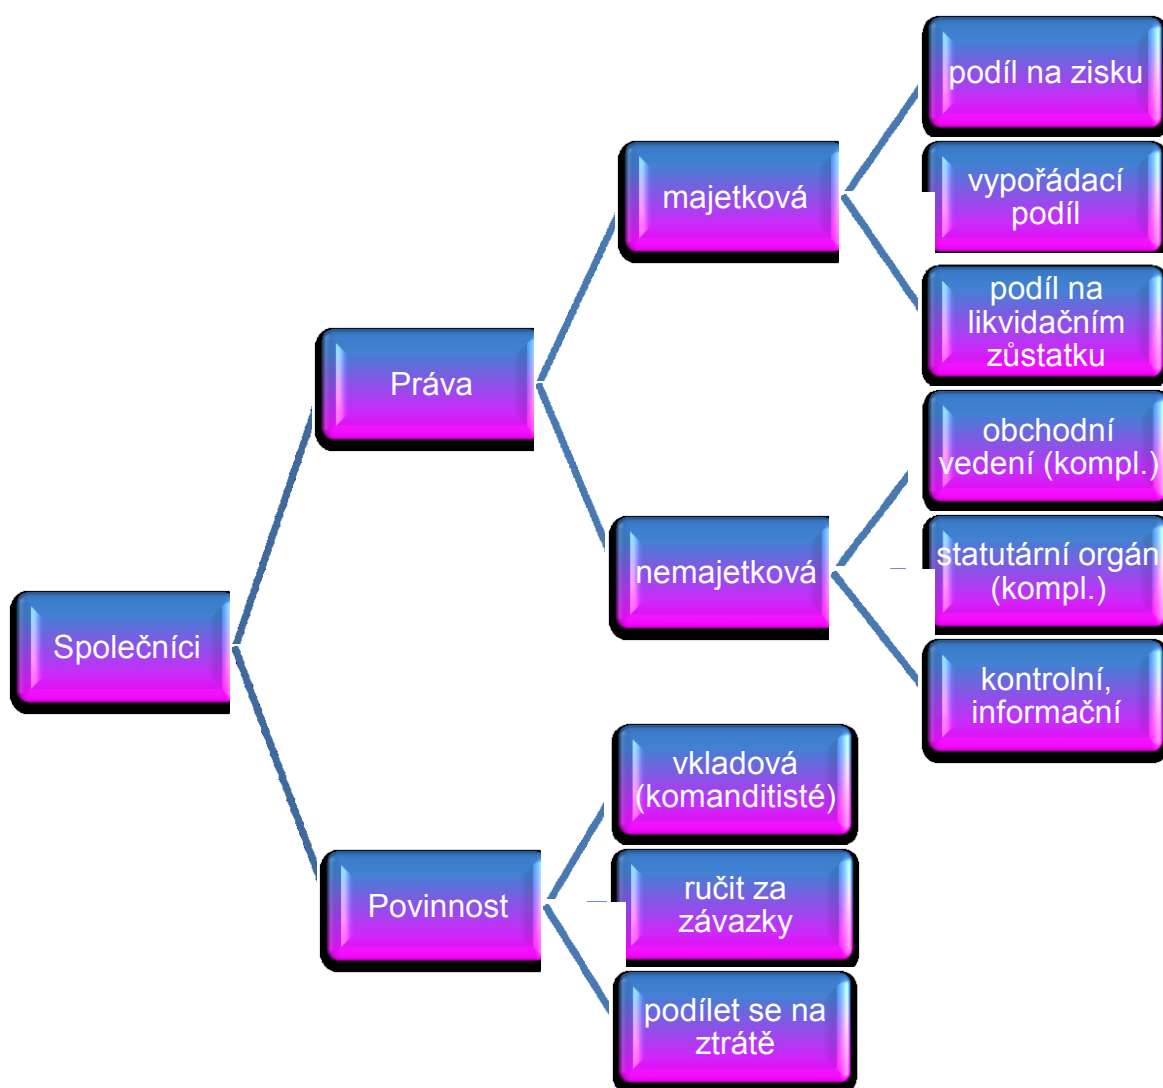 Společníci
Práva
majetková
podíl na zisku
vypořádací
podíl
podíl na
likvidačním
zůstatku
nemajetková
obchodní
vedení (kompl.)
statutární orgán
(kompl.)
kontrolní,
informační
Povinnost
vkladová
(komanditisté)
ručit za
závazky
podílet se na
ztrátě